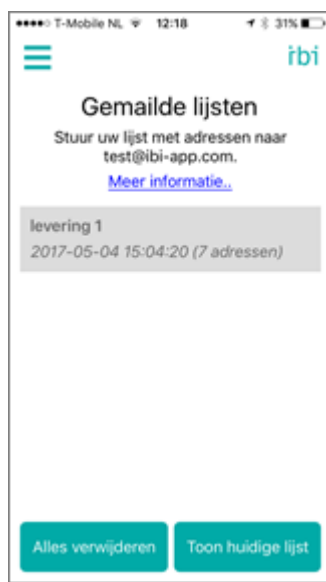 T-Mobile NL 12:18 31%
ibi
Gemailde lijsten
Stuur uw lijst met adressen naar
test@ibi-app.com.
Meer informatie..
levering 1
2017-05-04 15:04:20 (7 adressen)
Alles verwijderen Toon huidige lijst